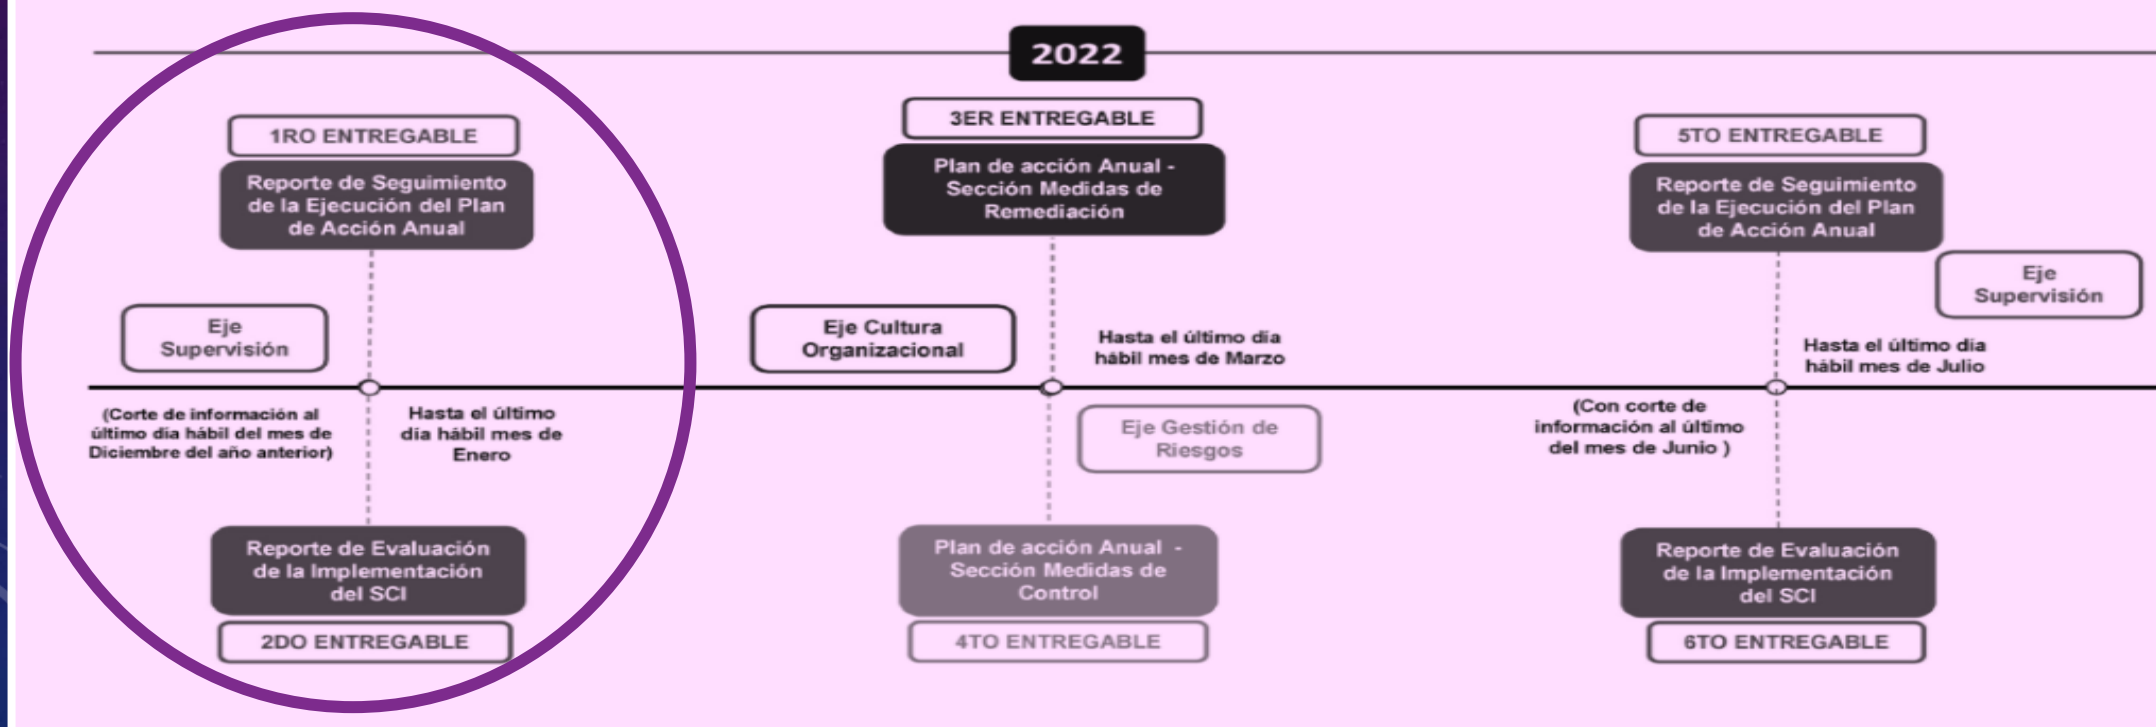 2022
1RO ENTREGABLE
Reporte de Seguimiento
de la Ejecución del Plan
de Acción Anual
Eje
Supervisión
(Corte de información al
último día hábil del mes de
Diciembre del año anterior)
Hasta el último
día hábil mes de
Enero
Reporte de Evaluación
de la Implementación
del SCI
2DO ENTREGABLE
3ER ENTREGABLE
Plan de acción Anual -
Sección Medidas de
Remediación
Eje Cultura
Organizacional
Hasta el último día
hábil mes de Marzo
Eje Gestión de
Riesgos
Plan de acción Anual -
Sección Medidas de
Control
4TO ENTREGABLE
5TO ENTREGABLE
Reporte de Seguimiento
de la Ejecución del Plan
de Acción Anual
Eje
Supervisión
Hasta el último día
hábil mes de Julio
(Con corte de
información al último
del mes de Junio )
Reporte de Evaluación
de la Implementación
del SCI
6TO ENTREGABLE